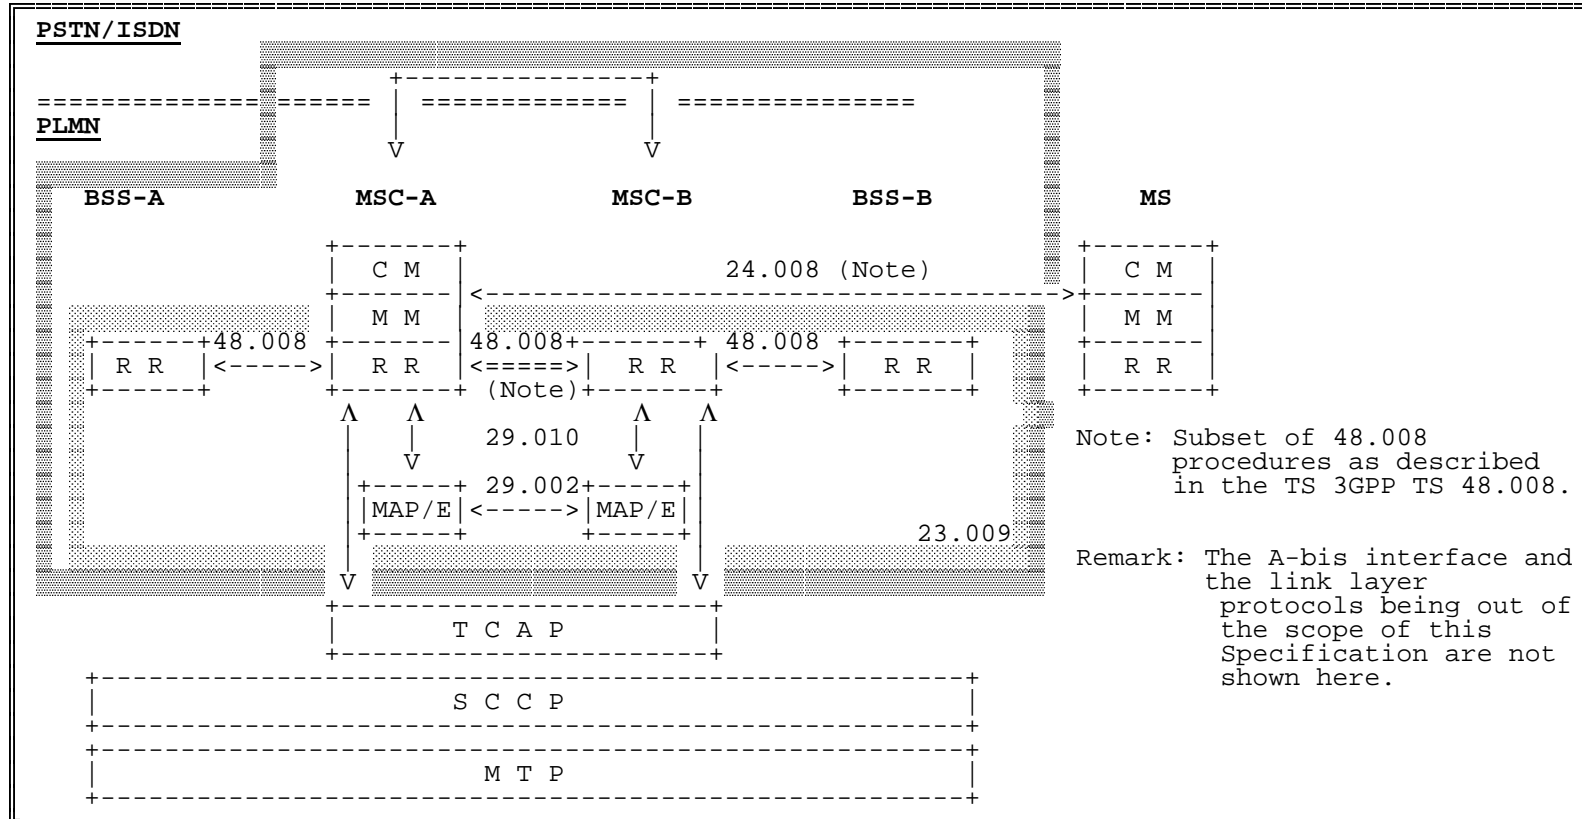 PSTN/ISDN
PLMN
BSS-A MSC-A MSC-B BSS-B MS
C M 24.008 (Note) C M
M M M M
48.008 48.008 48.008
R R R R R R R R R R
(Note)
29.010
Note: Subset of 48.008
procedures as described
in the TS 3GPP TS 48.008.
29.002
MAP/E MAP/E
23.009
Remark: The A-bis interface and
the link layer
protocols being out of
the scope of this
Specification are not
shown here.
T C A P
S C C P
M T P